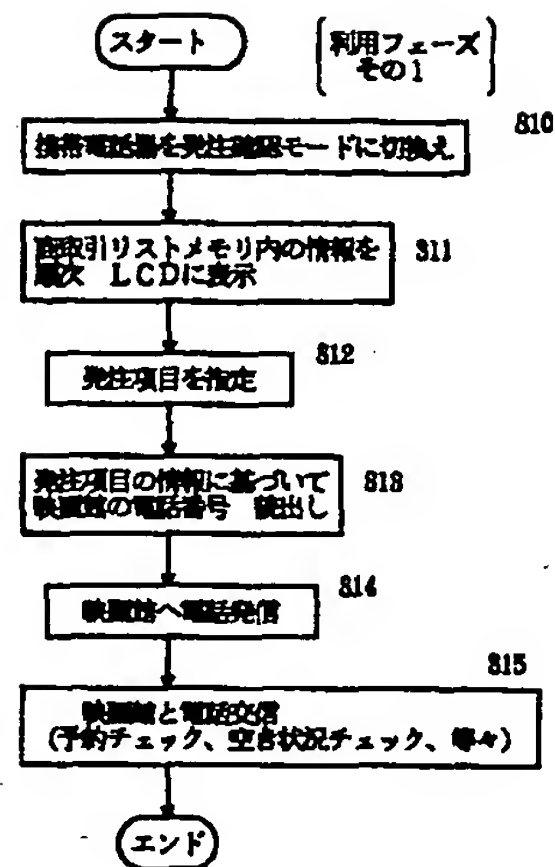 スタート
利用フェーズ
その1
810
携帯電話器を発注確認モードに切換え
商取引リストメモリ内の情報を
順次 LCDに表示
811
812
発注項目を指定
発注項目の情報に基づいて
映画館の電話番号 読出し
813
814
映画館へ電話発信
815
映画館と電話交信
(予約チェック、空き状況チェック、等々)
エンド